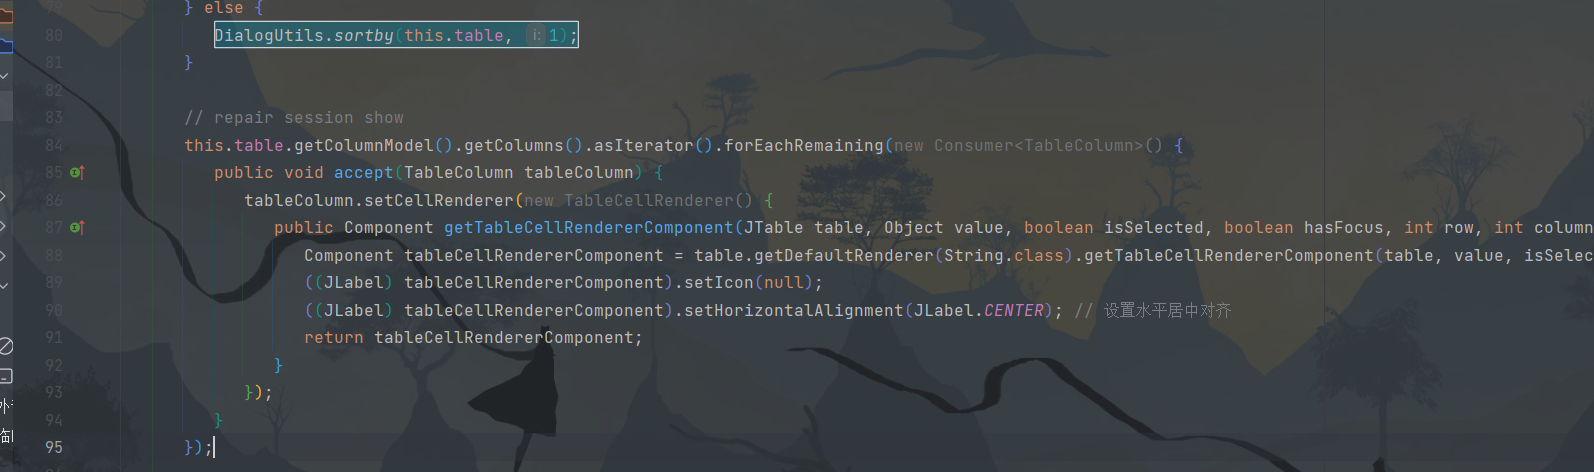 79 } else {
80 DialogUtils.sortby(this.table, i: 1);
81 }
82
83 // repair session show
84 this.table.getColumnModel().getColumns().asIterator().forEachRemaining(new Consumer<TableColumn>() {
85 public void accept(TableColumn tableColumn) {
86 tableColumn.setCellRenderer(new TableCellRenderer() {
87 public Component getTableCellRendererComponent(JTable table, Object value, boolean isSelected, boolean hasFocus, int row, int column
88 Component tableCellRendererComponent = table.getDefaultRenderer(String.class).getTableCellRendererComponent(table, value, isSelec
89 ((JLabel) tableCellRendererComponent).setIcon(null);
90 ((JLabel) tableCellRendererComponent).setHorizontalAlignment(JLabel.CENTER); // 设置水平居中对齐
91 return tableCellRendererComponent;
92 }
93 });
94 }
95 });
外
临